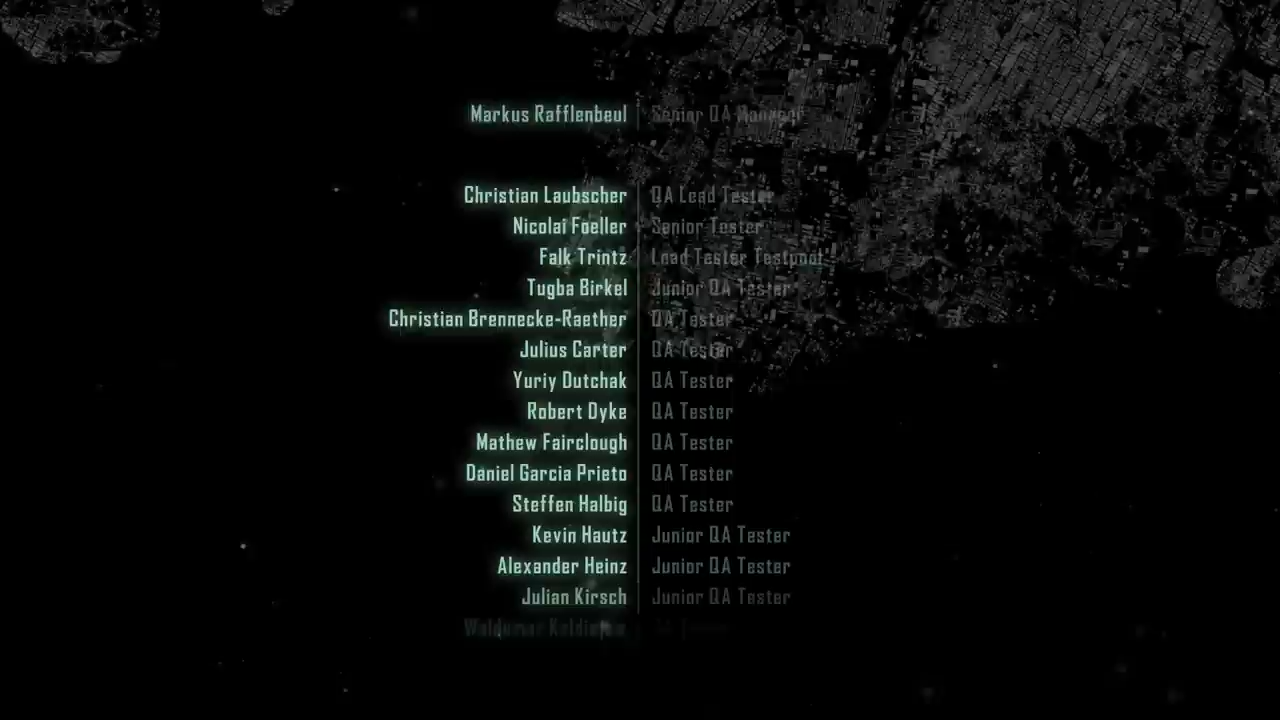 Markus Rafflenbeul Senior QA Manager
Christian Laubscher QA Lead Tester
Nicolai Foeller Senior Tester
Falk Trintz Lead Tester Testpool
Tugba Birkel Junior QA Tester
Christian Brennecke-Raether QA Tester
Julius Carter QA Tester
Yuriy Dutchak QA Tester
Robert Dyke QA Tester
Mathew Fairclough QA Tester
Daniel Garcia Prieto QA Tester
Steffen Halbig QA Tester
Kevin Hautz Junior QA Tester
Alexander Heinz Junior QA Tester
Julian Kirsch Junior QA Tester